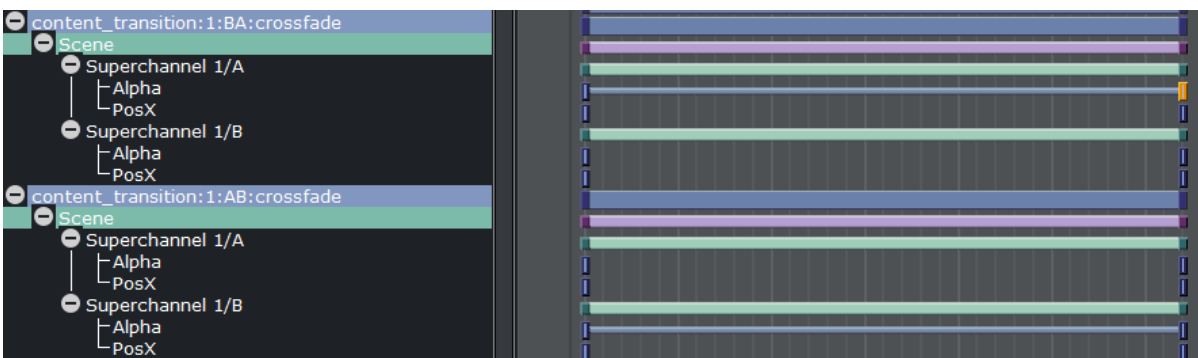 content_transition:1:BA:crossfade
Scene
Superchannel 1/A
Alpha
PosX
Superchannel 1/B
Alpha
PosX
content_transition:1:AB:crossfade
Scene
Superchannel 1/A
Alpha
PosX
Superchannel 1/B
Alpha
PosX